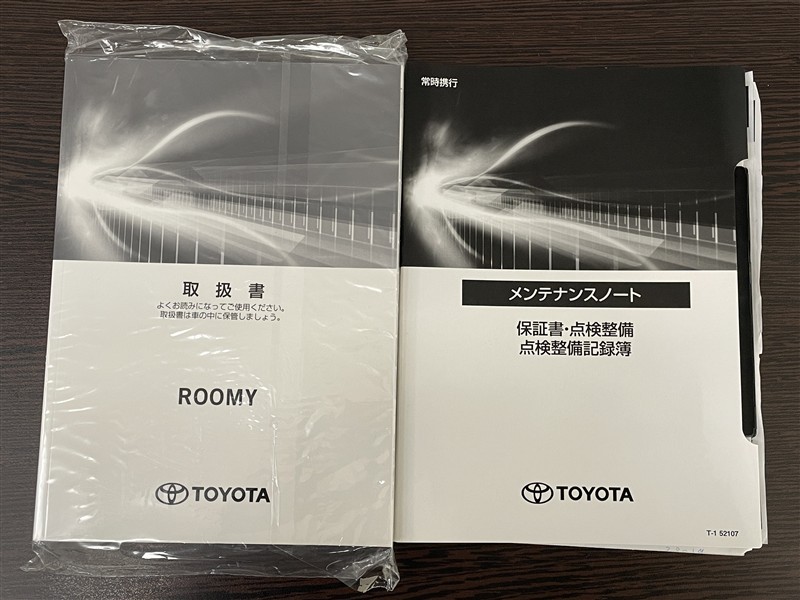 取扱書
よくお読みになってご使用ください。
取扱書は車の中に保管しましょう。
ROOMY
TOYOTA
常時携行
メンテナンスノート
保証書・点検整備
点検整備記録簿
TOYOTA
T-1 52107